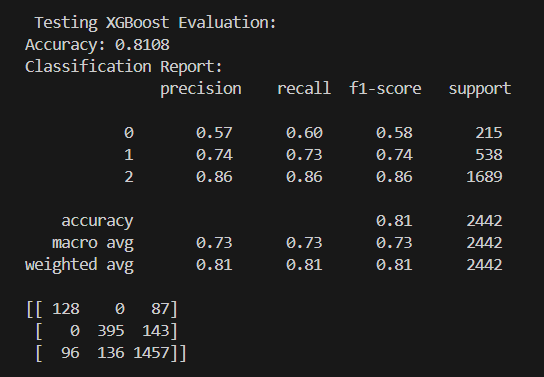 Testing XGBoost Evaluation:
Accuracy: 0.8108
Classification Report:
precision recall f1-score support
0 0.57 0.60 0.58 215
1 0.74 0.73 0.74 538
2 0.86 0.86 0.86 1689
accuracy 0.81 2442
macro avg 0.73 0.73 0.73 2442
weighted avg 0.81 0.81 0.81 2442
[[ 128 0 87]
[ 0 395 143]
[ 96 136 1457]]